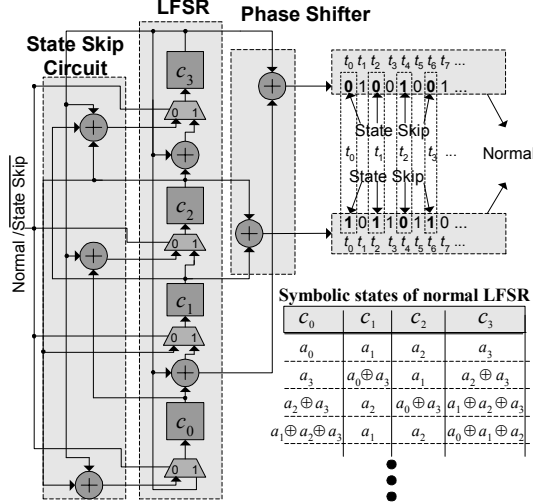 LFSR
Phase Shifter
State Skip
Circuit
Normal / State Skip
c₃
0 1
c₂
0 1
c₁
0 1
c₀
0 1
t₀ t₁ t₂ t₃ t₄ t₅ t₆ t₇ ...
0 1 0 0 1 0 0 1 ...
State Skip
t₀ t₁ t₂ t₃ ...
Normal
State Skip
1 0 1 1 0 1 1 0 ...
t₀ t₁ t₂ t₃ t₄ t₅ t₆ t₇ ...
Symbolic states of normal LFSR
c₀ c₁ c₂ c₃
a₀ a₁ a₂ a₃
a₃ a₀⊕a₃ a₁ a₂⊕a₃
a₂⊕a₃ a₂ a₀⊕a₃ a₁⊕a₂⊕a₃
a₁⊕a₂⊕a₃ a₁ a₂ a₀⊕a₁⊕a₂